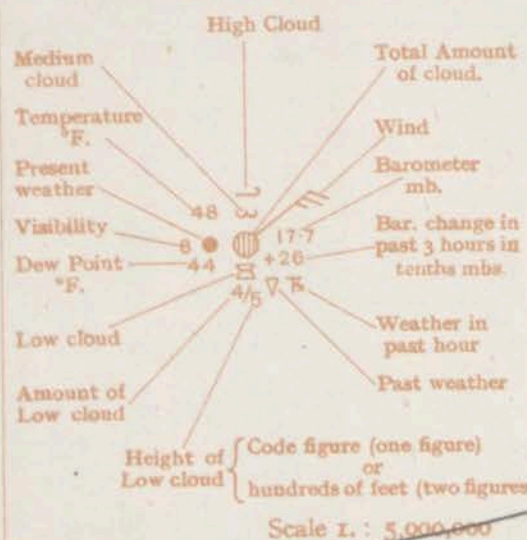 High Cloud
Medium
cloud
Total Amount
of cloud.
Temperature
°F.
Wind
Present
weather
Barometer
mb.
Visibility
Bar. change in
past 3 hours in
tenths mbs.
Dew Point
°F.
48
8
17·7
+26
44
4/5
Low cloud
Weather in
past hour
Past weather
Amount of
Low cloud
Height of
Low cloud
Code figure (one figure)
or
hundreds of feet (two figures
Scale 1. : 5,000,000